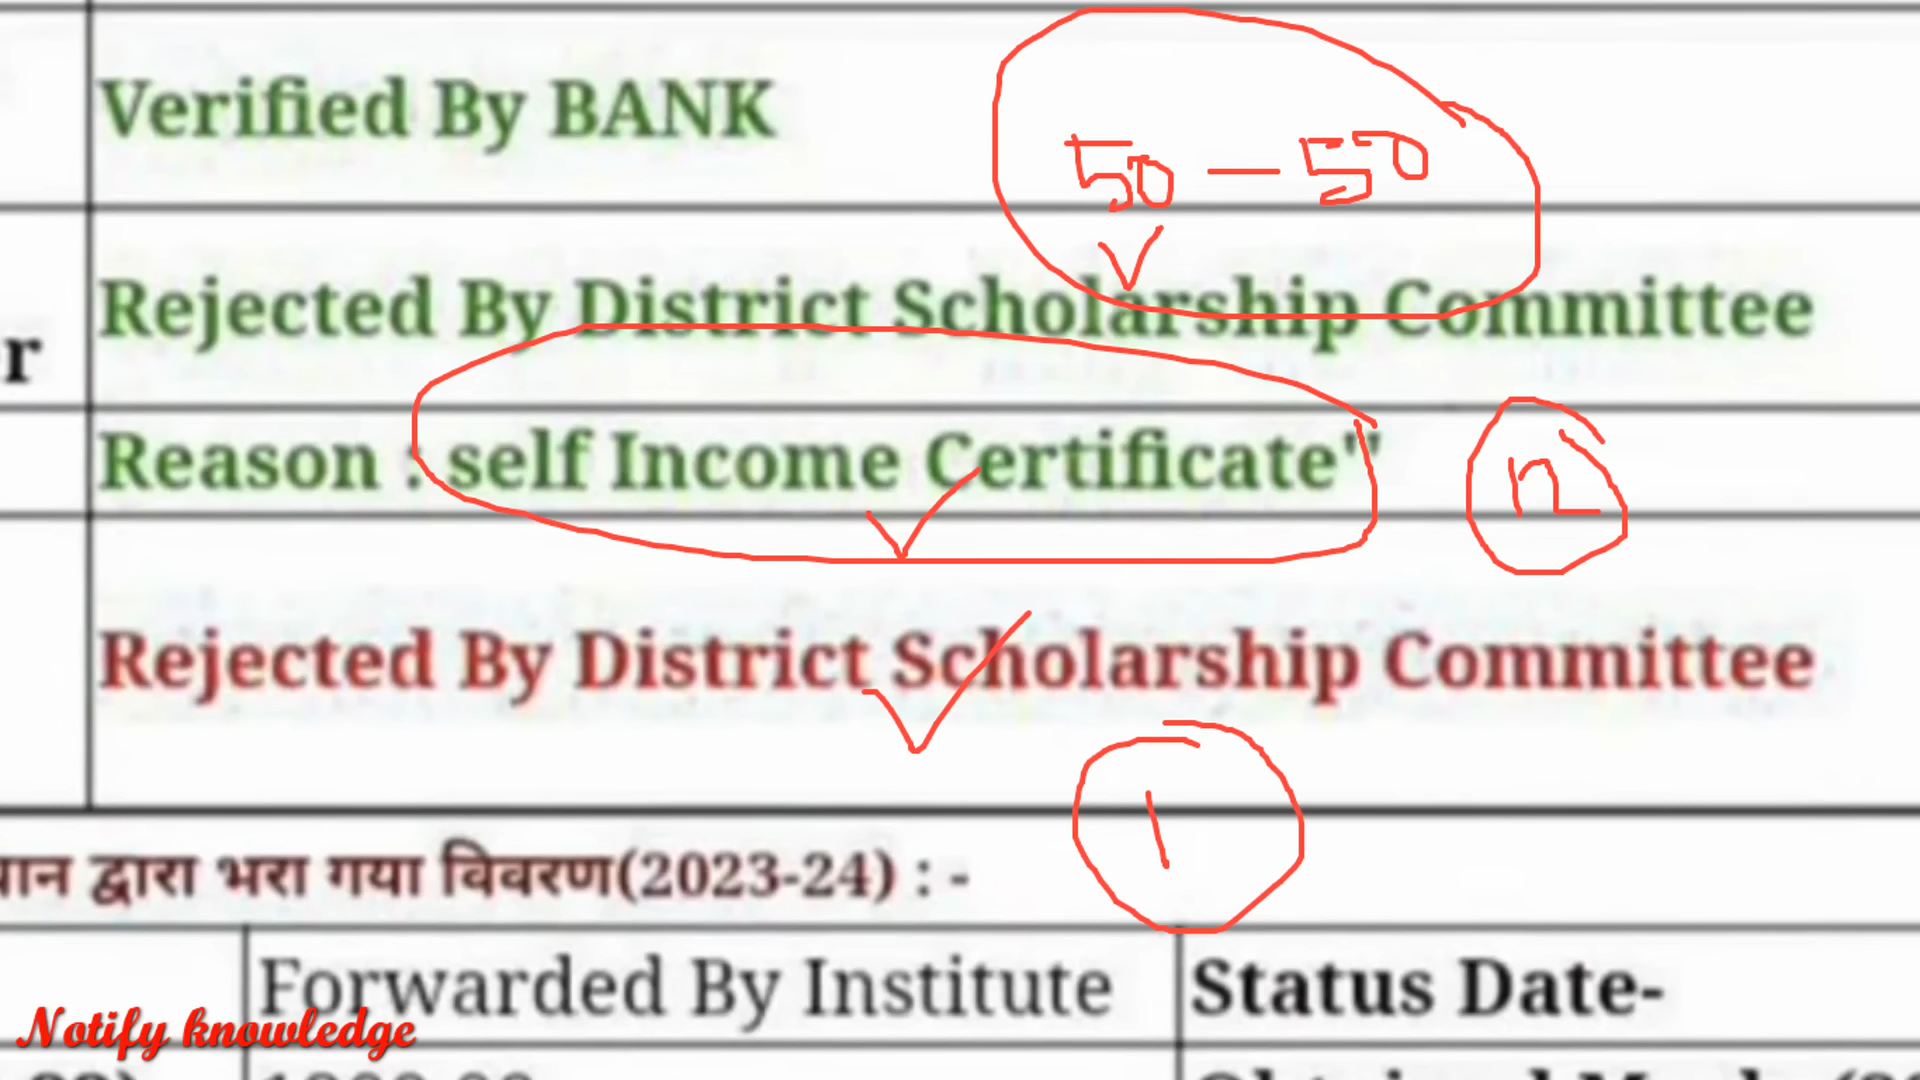 Verified By BANK
50 - 50
Rejected By District Scholarship Committee
r
Reason : self Income Certificate"
2
Rejected By District Scholarship Committee
1
द्वारा भरा गया विवरण(2023-24) : -
Forwarded By Institute
Status Date-
Notify knowledge